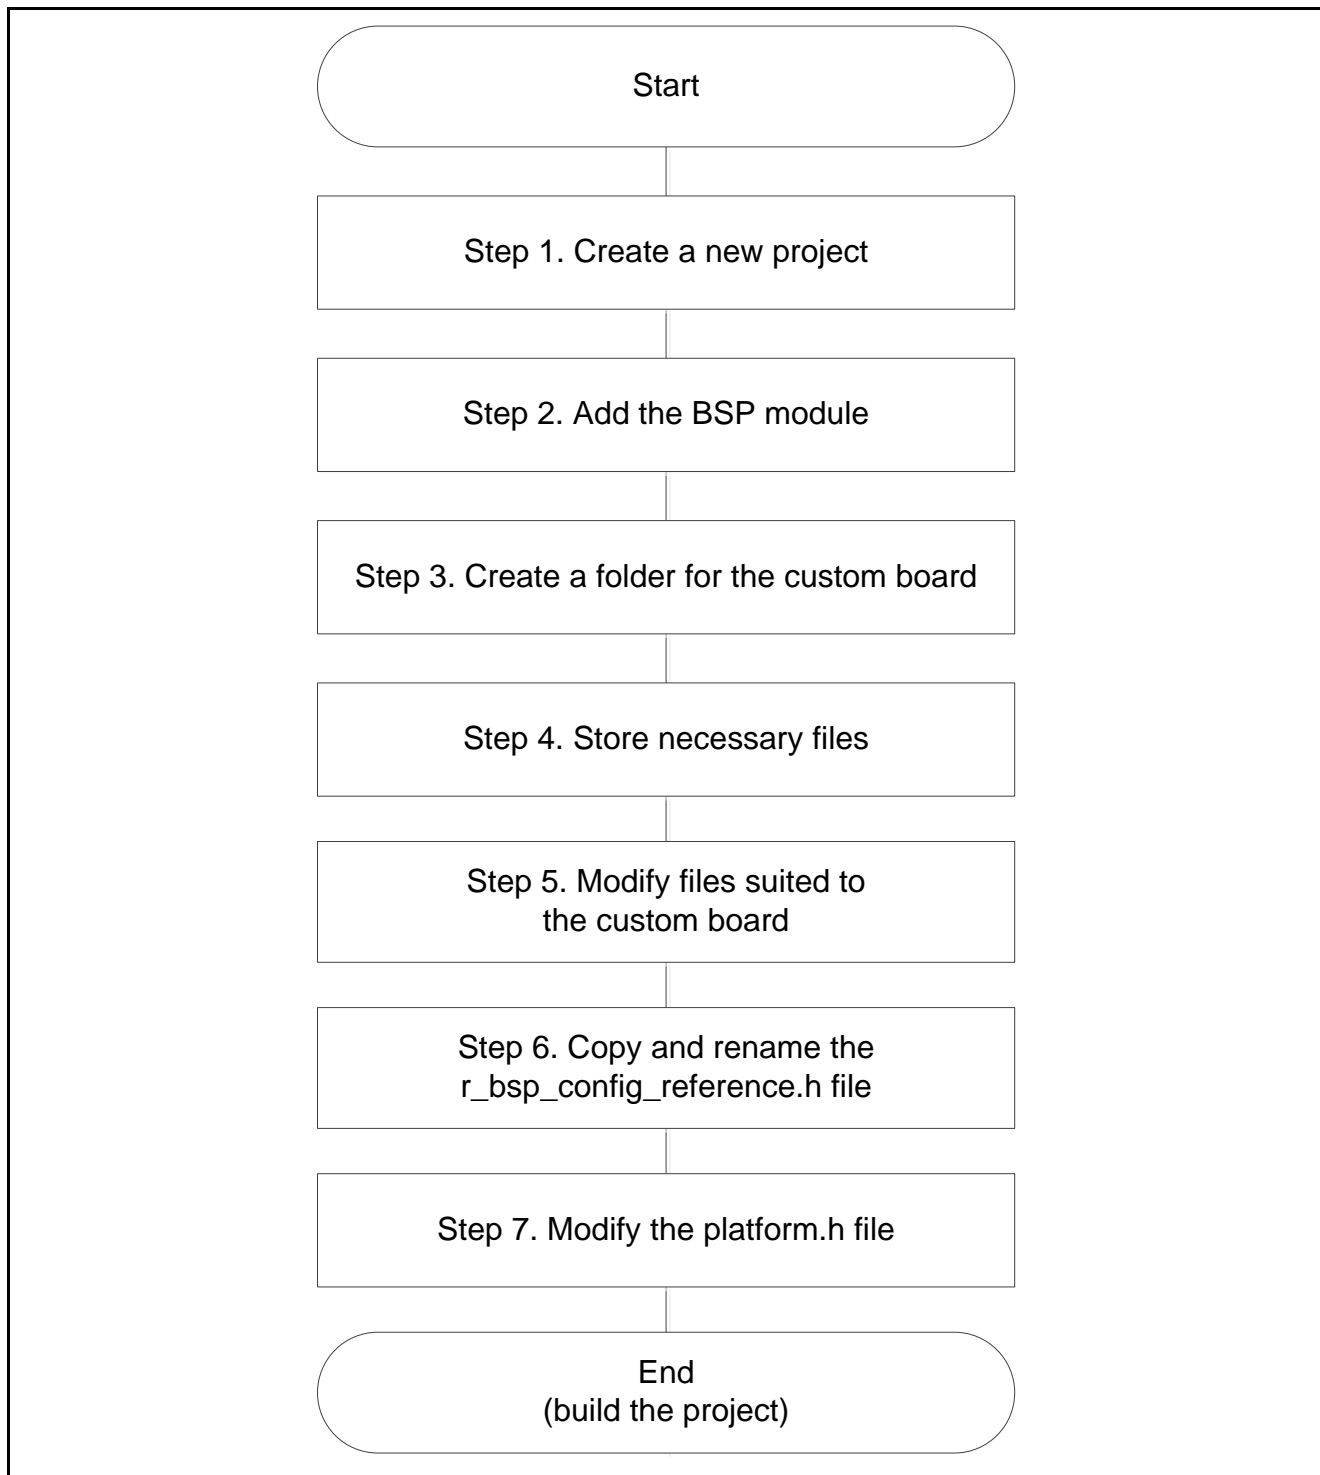 Start
Step 1. Create a new project
Step 2. Add the BSP module
Step 3. Create a folder for the custom board
Step 4. Store necessary files
Step 5. Modify files suited to
the custom board
Step 6. Copy and rename the
r_bsp_config_reference.h file
Step 7. Modify the platform.h file
End
(build the project)